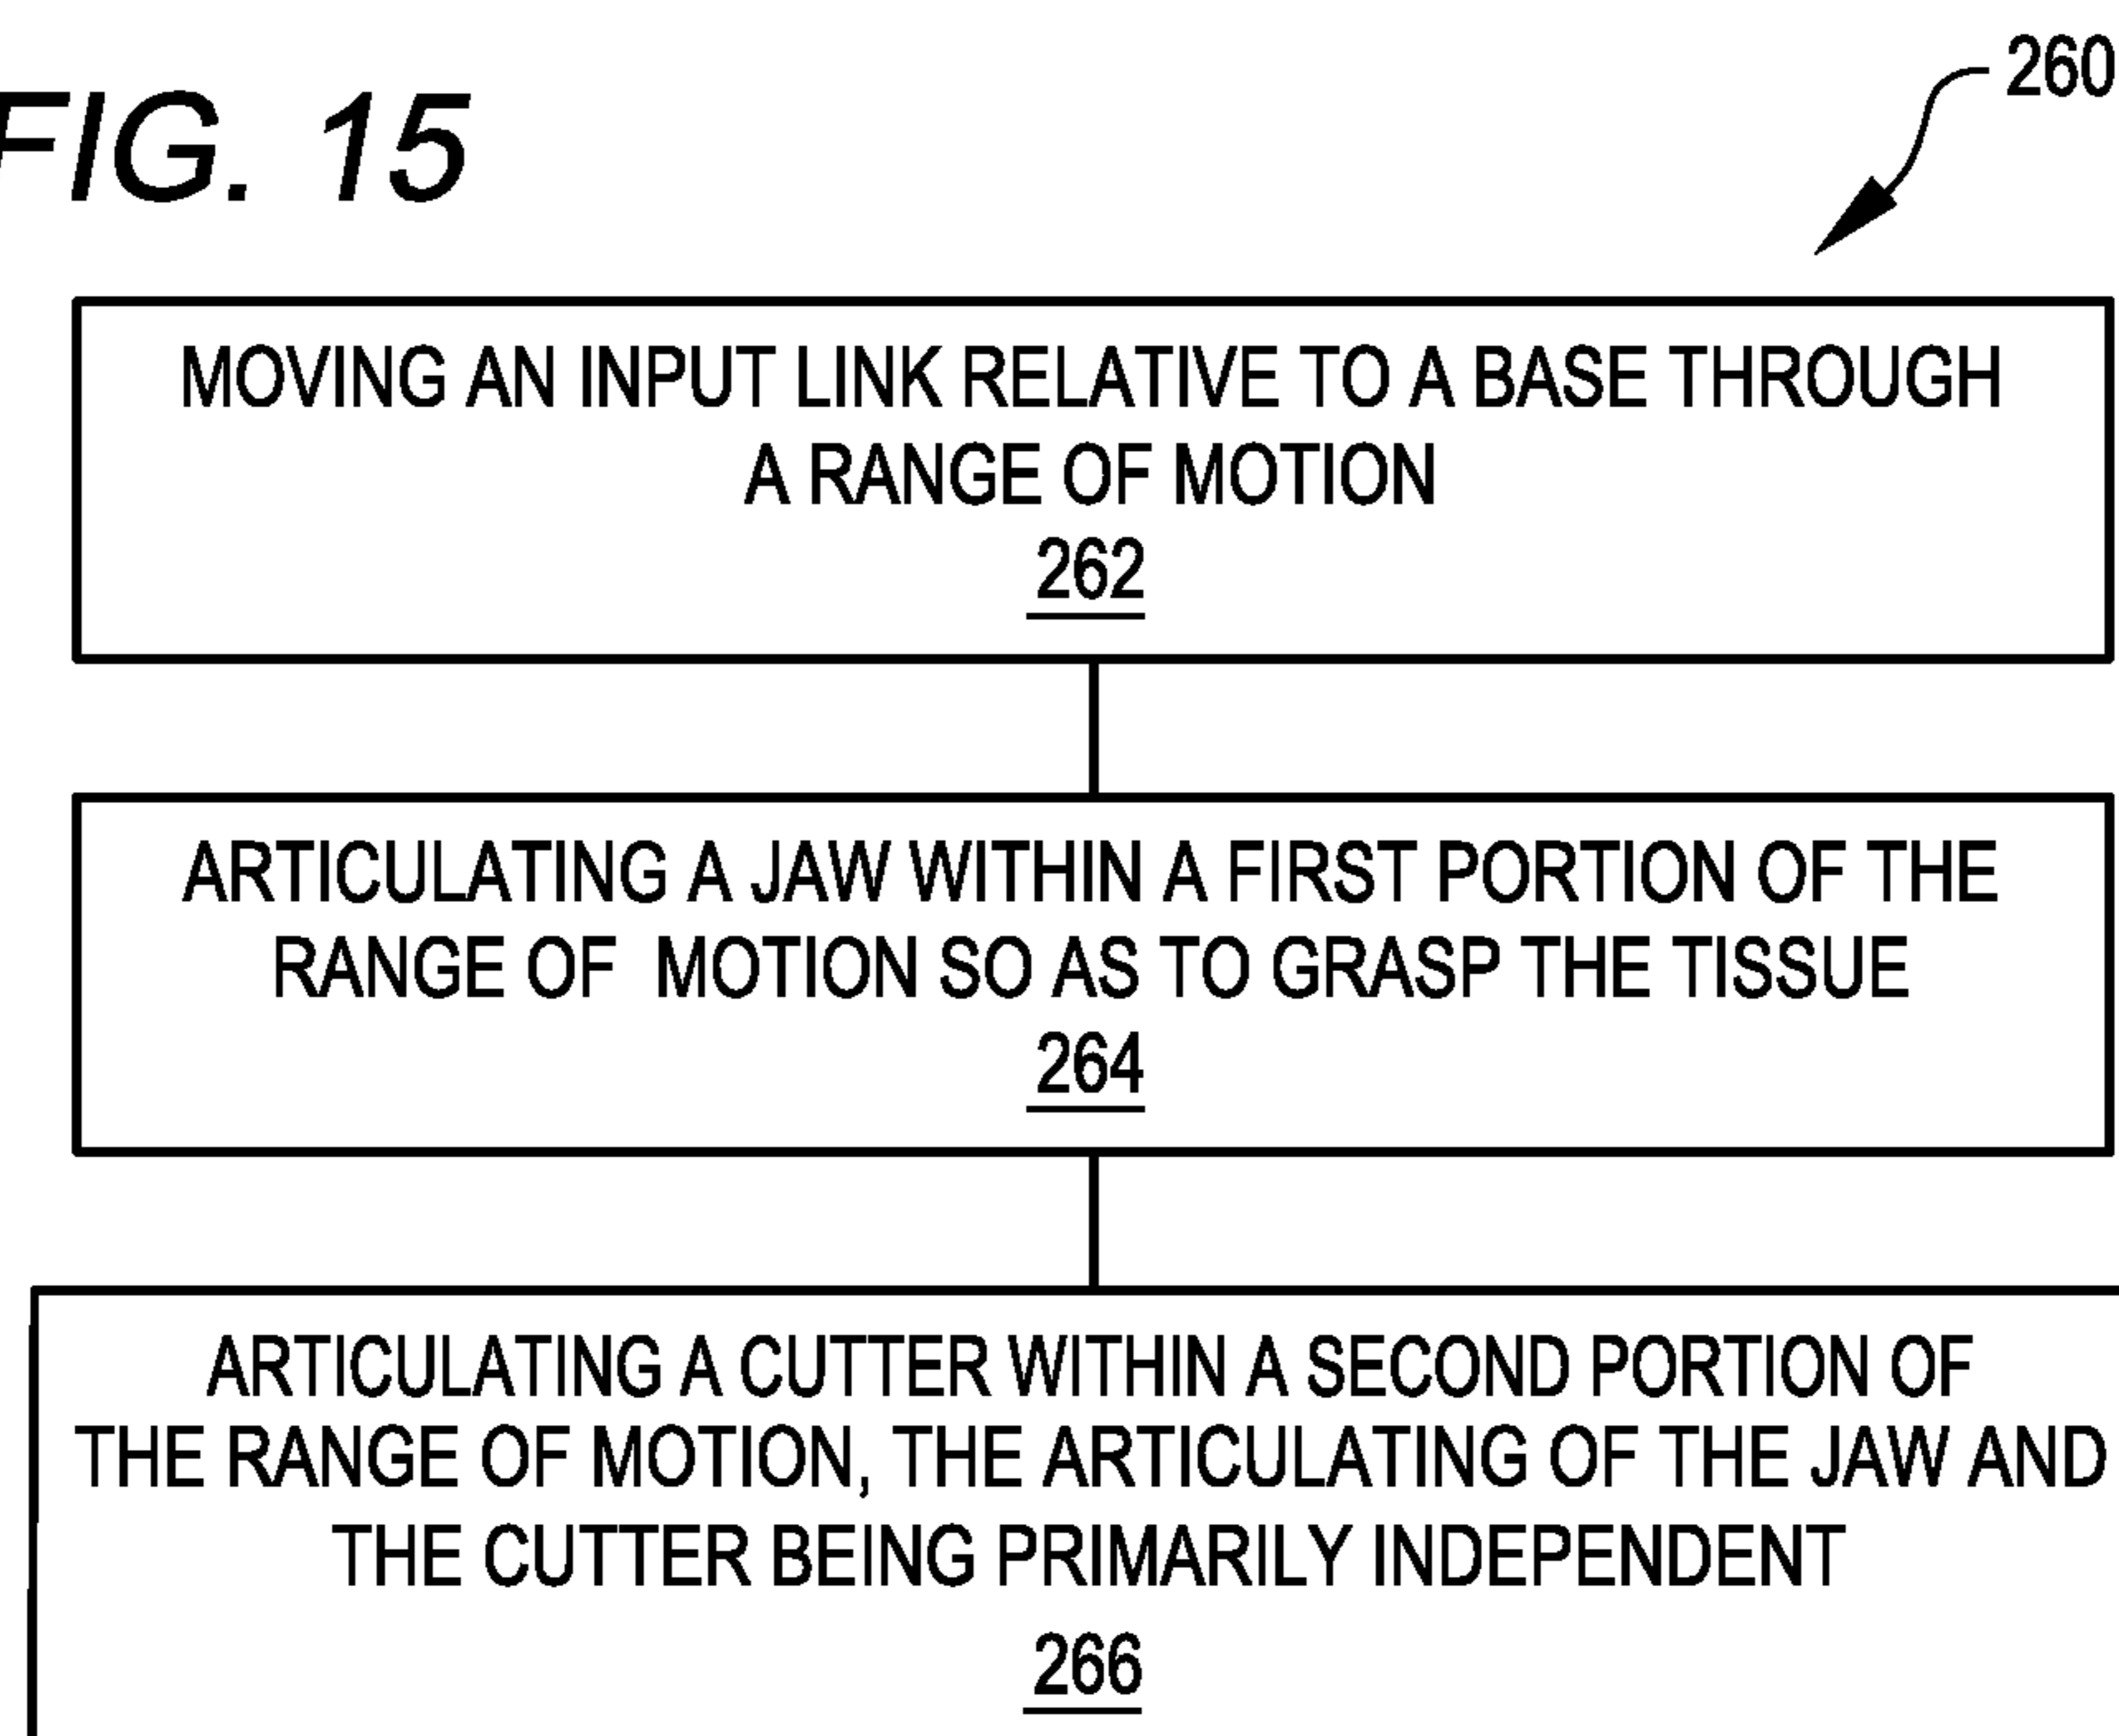 FIG. 15
260
MOVING AN INPUT LINK RELATIVE TO A BASE THROUGH
A RANGE OF MOTION
262
ARTICULATING A JAW WITHIN A FIRST PORTION OF THE
RANGE OF MOTION SO AS TO GRASP THE TISSUE
264
ARTICULATING A CUTTER WITHIN A SECOND PORTION OF
THE RANGE OF MOTION, THE ARTICULATING OF THE JAW AND
THE CUTTER BEING PRIMARILY INDEPENDENT
266